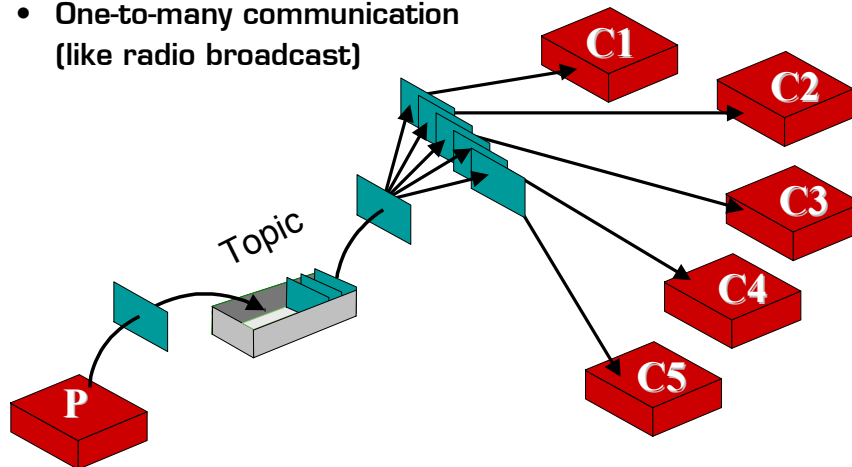 • One-to-many communication
(like radio broadcast)
C1
C2
C3
Topic
C4
C5
P